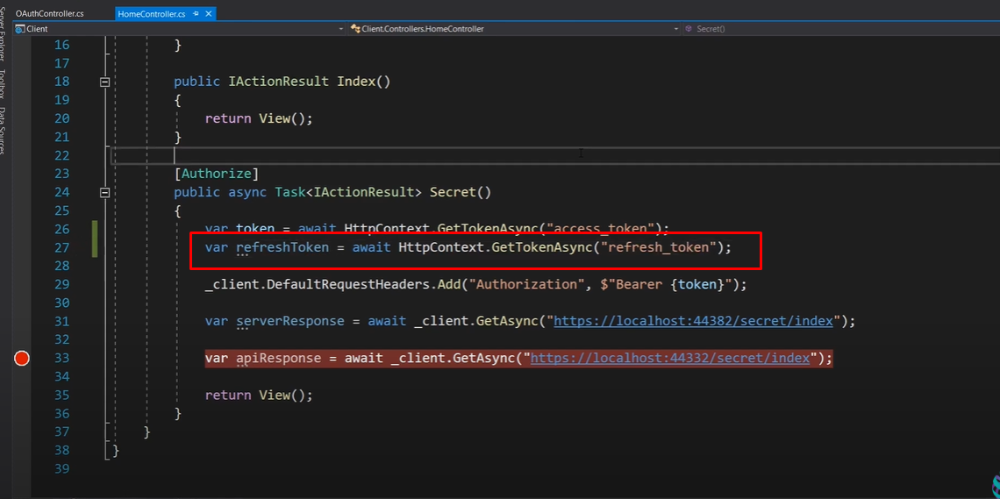 OAuthController.cs
HomeController.cs
Server Explorer
Toolbox
Data Sources
Client
Client.Controllers.HomeController
Secret()
16 }
17
18 public IActionResult Index()
19 {
20 return View();
21 }
22
23 [Authorize]
24 public async Task<IActionResult> Secret()
25 {
26 var token = await HttpContext.GetTokenAsync("access_token");
27 var refreshToken = await HttpContext.GetTokenAsync("refresh_token");
28
29 _client.DefaultRequestHeaders.Add("Authorization", $"Bearer {token}");
30
31 var serverResponse = await _client.GetAsync("https://localhost:44382/secret/index");
32
33 var apiResponse = await _client.GetAsync("https://localhost:44332/secret/index");
34
35 return View();
36 }
37 }
38 }
39